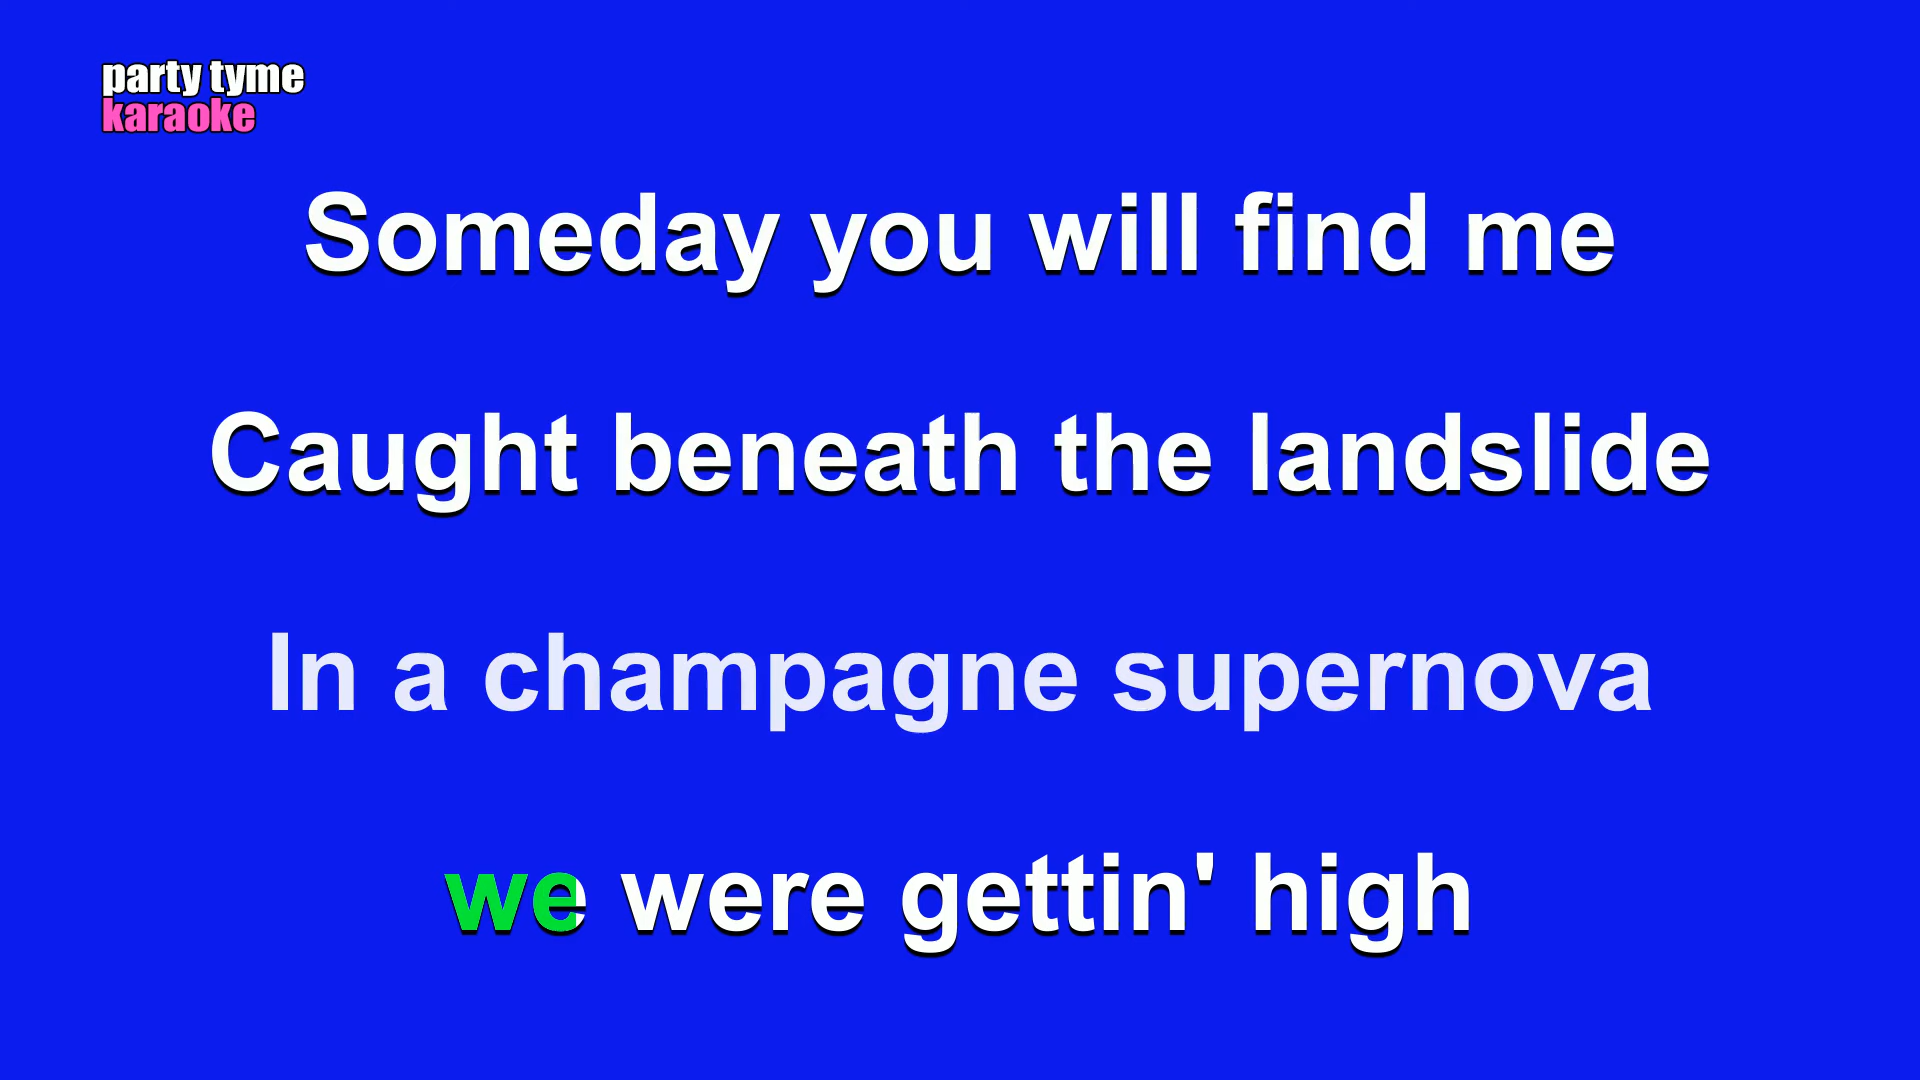 party tyme
karaoke
Someday you will find me
Caught beneath the landslide
In a champagne supernova
we were gettin' high